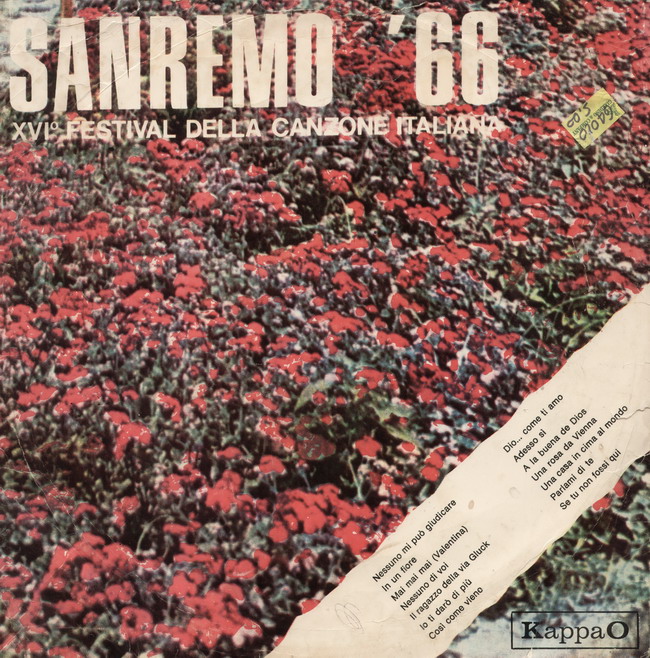 SANREMO '66
XVI° FESTIVAL DELLA CANZONE ITALIANA
Nessuno mi può giudicare
In un fiore
Mai mai mai (Valentina)
Nessuno di voi
Il ragazzo della via Gluck
Io ti darò di più
Così come vieno
Dio... come ti amo
Adesso sì
A la buena de Dios
Una rosa da Vienna
Una casa in cima al mondo
Parlami di te
Se tu non fossi qui
KappaO